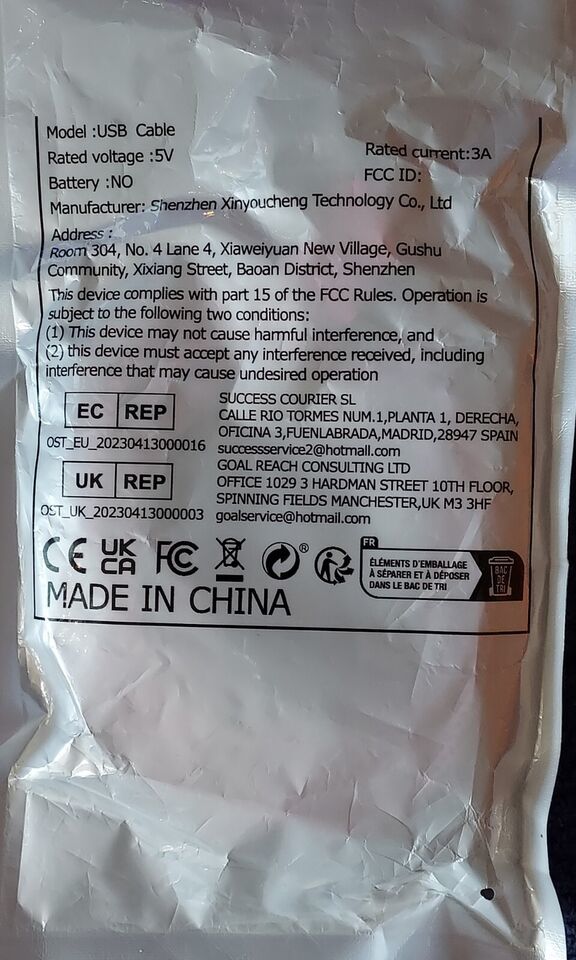 Model :USB Cable
Rated voltage :5V
Rated current:3A
Battery :NO
FCC ID:
Manufacturer: Shenzhen Xinyoucheng Technology Co., Ltd
Address :
Room 304, No. 4 Lane 4, Xiaweiyuan New Village, Gushu
Community, Xixiang Street, Baoan District, Shenzhen
This device complies with part 15 of the FCC Rules. Operation is
subject to the following two conditions:
(1) This device may not cause harmful interference, and
(2) this device must accept any interference received, including
interference that may cause undesired operation
EC REP
OST_EU_20230413000016
SUCCESS COURIER SL
CALLE RIO TORMES NUM.1,PLANTA 1, DERECHA,
OFICINA 3,FUENLABRADA,MADRID,28947 SPAIN
successservice2@hotmail.com
UK REP
OST_UK_20230413000003
GOAL REACH CONSULTING LTD
OFFICE 1029 3 HARDMAN STREET 10TH FLOOR,
SPINNING FIELDS MANCHESTER,UK M3 3HF
goalservice@hotmail.com
CE
UK
CA
FC
®
FR
ÉLÉMENTS D'EMBALLAGE
À SÉPARER ET À DÉPOSER
DANS LE BAC DE TRI
BAC
DE
TRI
MADE IN CHINA